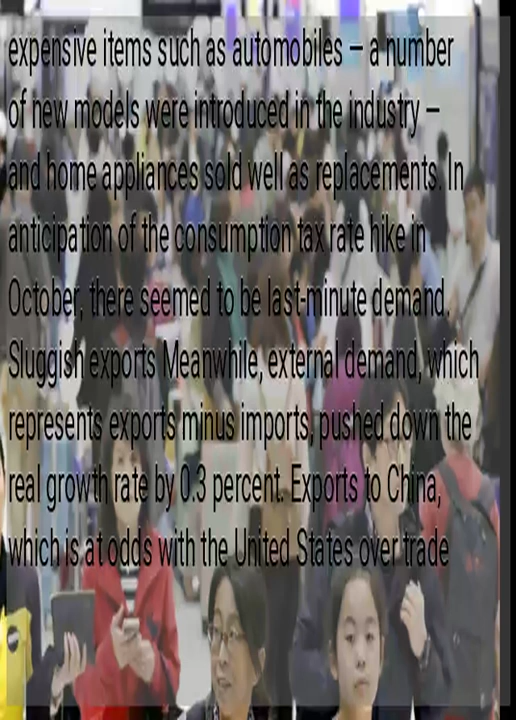 expensive items such as automobiles — a number
of new models were introduced in the industry —
and home appliances sold well as replacements. In
anticipation of the consumption tax rate hike in
October, there seemed to be last-minute demand.
Sluggish exports Meanwhile, external demand, which
represents exports minus imports, pushed down the
real growth rate by 0.3 percent. Exports to China,
which is at odds with the United States over trade